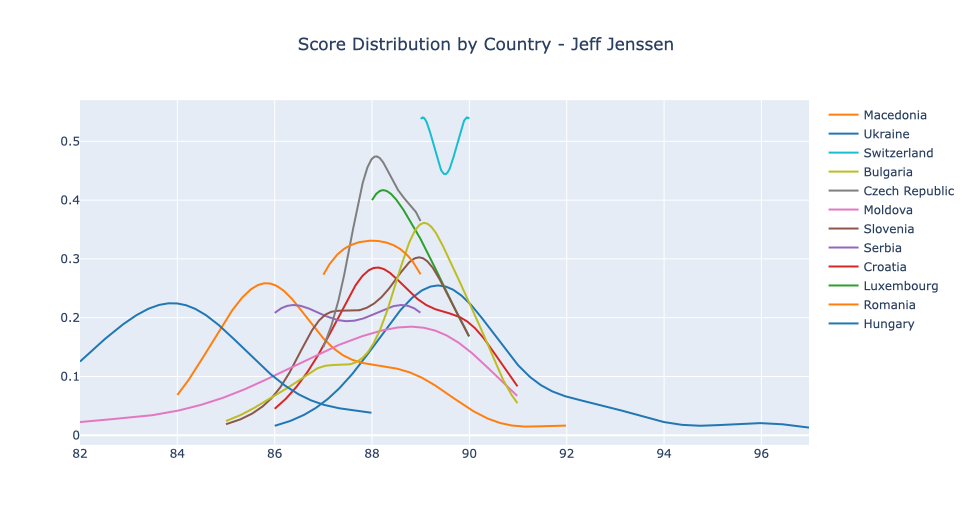 Score Distribution by Country - Jeff Jenssen
0.5
0.4
0.3
0.2
0.1
0
82 84 86 88 90 92 94 96
Macedonia
Ukraine
Switzerland
Bulgaria
Czech Republic
Moldova
Slovenia
Serbia
Croatia
Luxembourg
Romania
Hungary